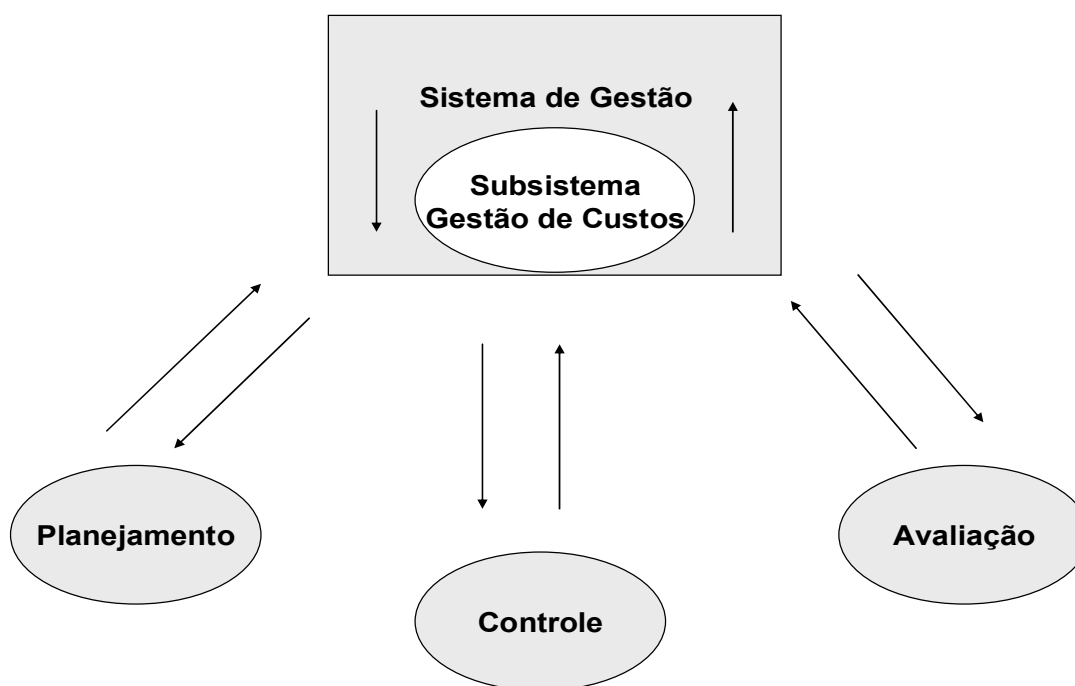 Sistema de Gestão
Subsistema
Gestão de Custos
Planejamento
Avaliação
Controle